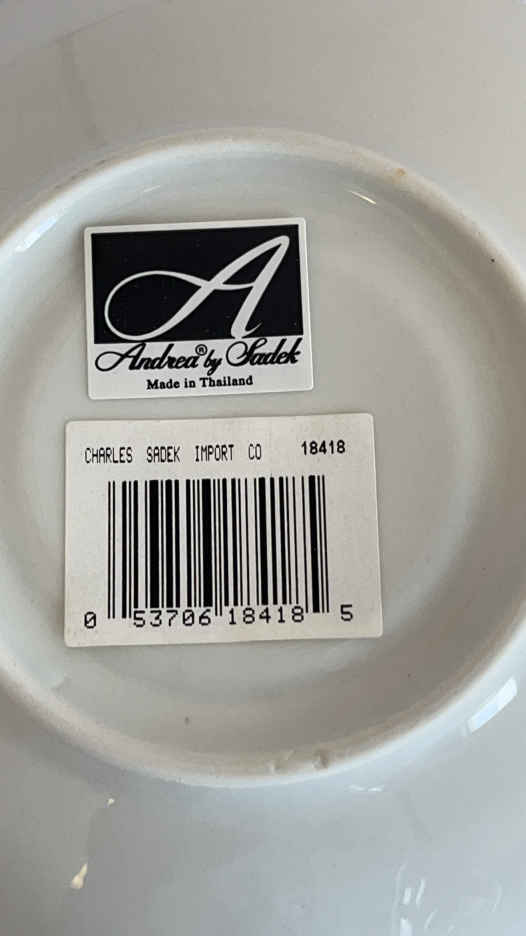 A
Andrea® by Sadek
Made in Thailand
CHARLES SADEK IMPORT CO 18418
0 53706 18418 5